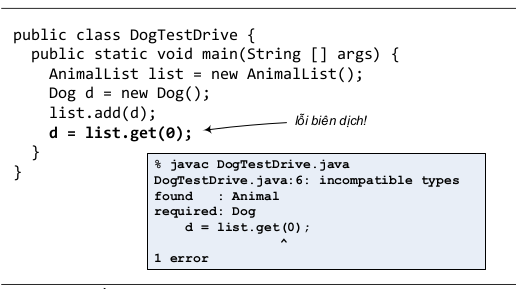 public class DogTestDrive {
public static void main(String [] args) {
AnimalList list = new AnimalList();
Dog d = new Dog();
list.add(d);
d = list.get(0);
lỗi biên dịch!
}
}
% javac DogTestDrive.java
DogTestDrive.java:6: incompatible types
found   : Animal
required: Dog
d = list.get(0);
^
1 error